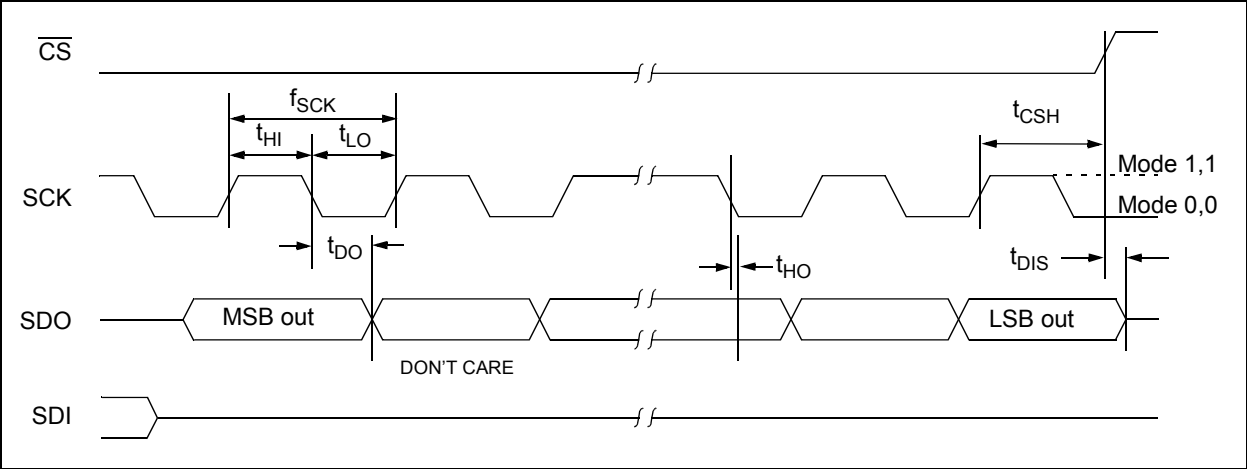 CS
fSCK
tHI
tLO
tCSH
SCK
Mode 1,1
Mode 0,0
tDO
tHO
tDIS
SDO
MSB out
LSB out
DON'T CARE
SDI